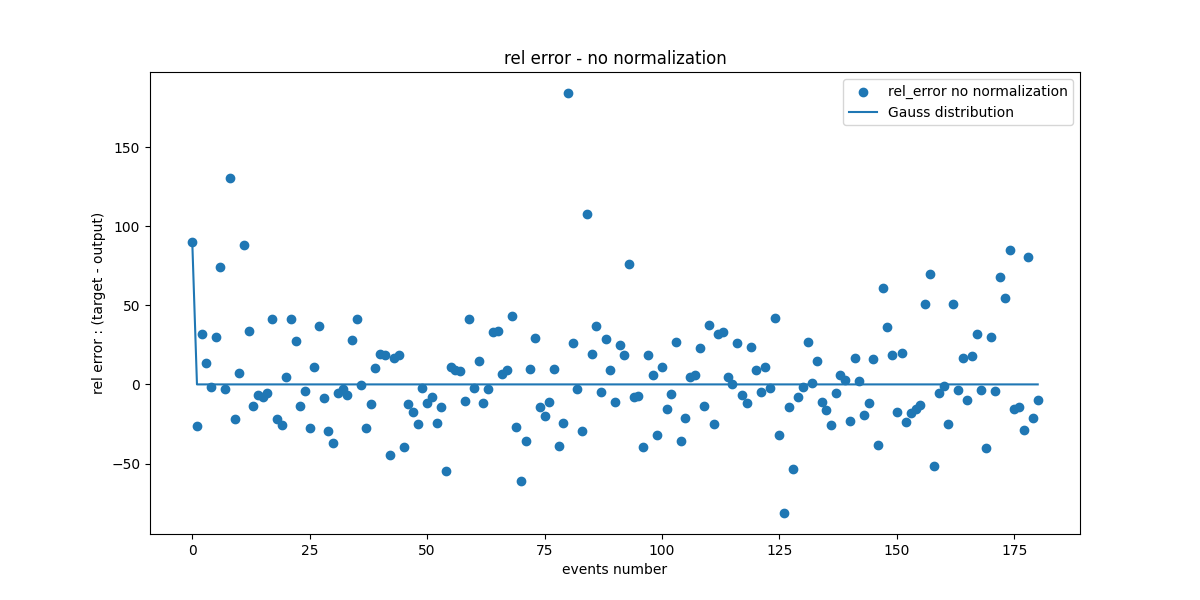 rel error - no normalization
rel_error no normalization
Gauss distribution
150
100
50
0
−50
rel error : (target - output)
0
25
50
75
100
125
150
175
events number